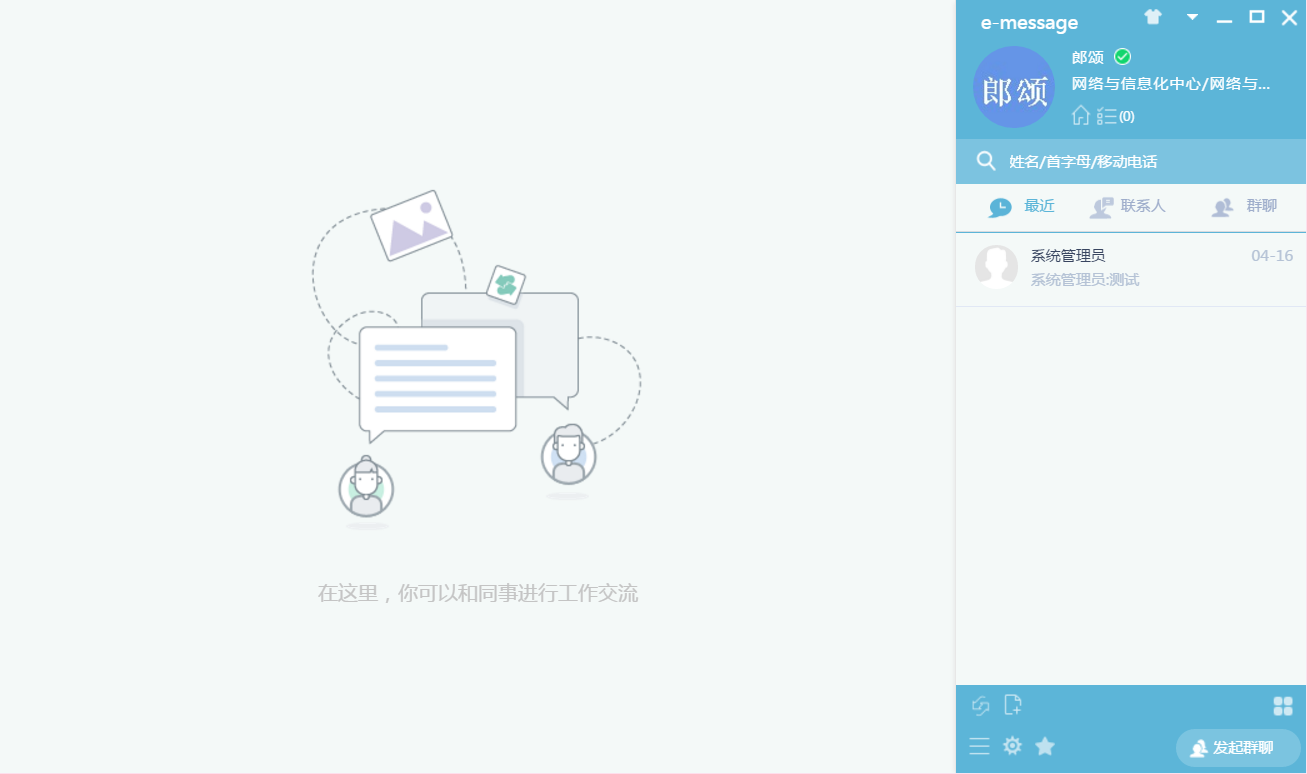 e-message
郎颂
郎颂
网络与信息化中心/网络与...
(0)
姓名/首字母/移动电话
最近
联系人
群聊
系统管理员
04-16
系统管理员:测试
在这里，你可以和同事进行工作交流
发起群聊